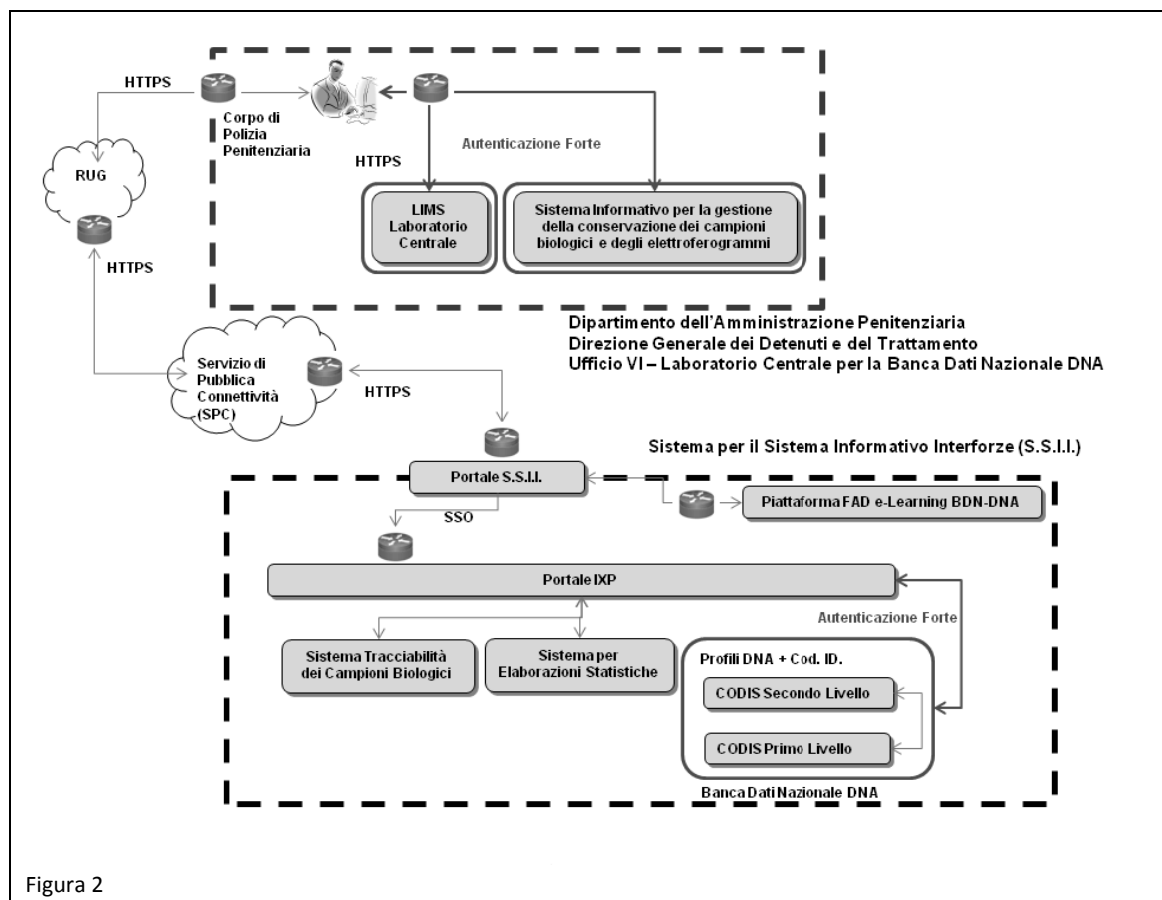 HTTPS
Corpo di
Polizia
Penitenziaria
Autenticazione Forte
HTTPS
RUG
LIMS
Laboratorio
Centrale
Sistema Informativo per la gestione
della conservazione dei campioni
biologici e degli elettroferogrammi
HTTPS
Dipartimento dell'Amministrazione Penitenziaria
Direzione Generale dei Detenuti e del Trattamento
Ufficio VI – Laboratorio Centrale per la Banca Dati Nazionale DNA
Servizio di
Pubblica
Connettività
(SPC)
HTTPS
Sistema per il Sistema Informativo Interforze (S.S.I.I.)
Portale S.S.I.I.
Piattaforma FAD e-Learning BDN-DNA
SSO
Portale IXP
Autenticazione Forte
Sistema Tracciabilità
dei Campioni Biologici
Sistema per
Elaborazioni Statistiche
Profili DNA + Cod. ID.
CODIS Secondo Livello
CODIS Primo Livello
Banca Dati Nazionale DNA
Figura 2